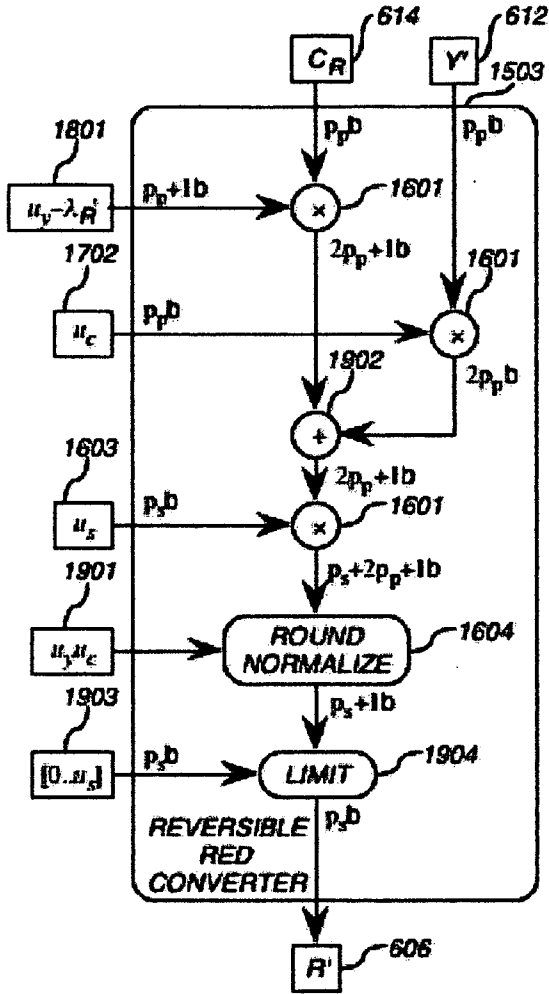 614
612
C_R
Y'
1503
1801
p_p b
p_p b
u_y-λ_R'
p_p+1b
1601
×
1702
2p_p+1b
1601
u_c
p_p b
×
1902
2p_p b
+
1603
2p_p+1b
1601
u_s
p_s b
×
1901
p_s+2p_p+1b
u_y u_c
ROUND
NORMALIZE
1604
1903
p_s+1b
[0..u_s]
p_s b
LIMIT
1904
p_s b
REVERSIBLE
RED
CONVERTER
R'
606